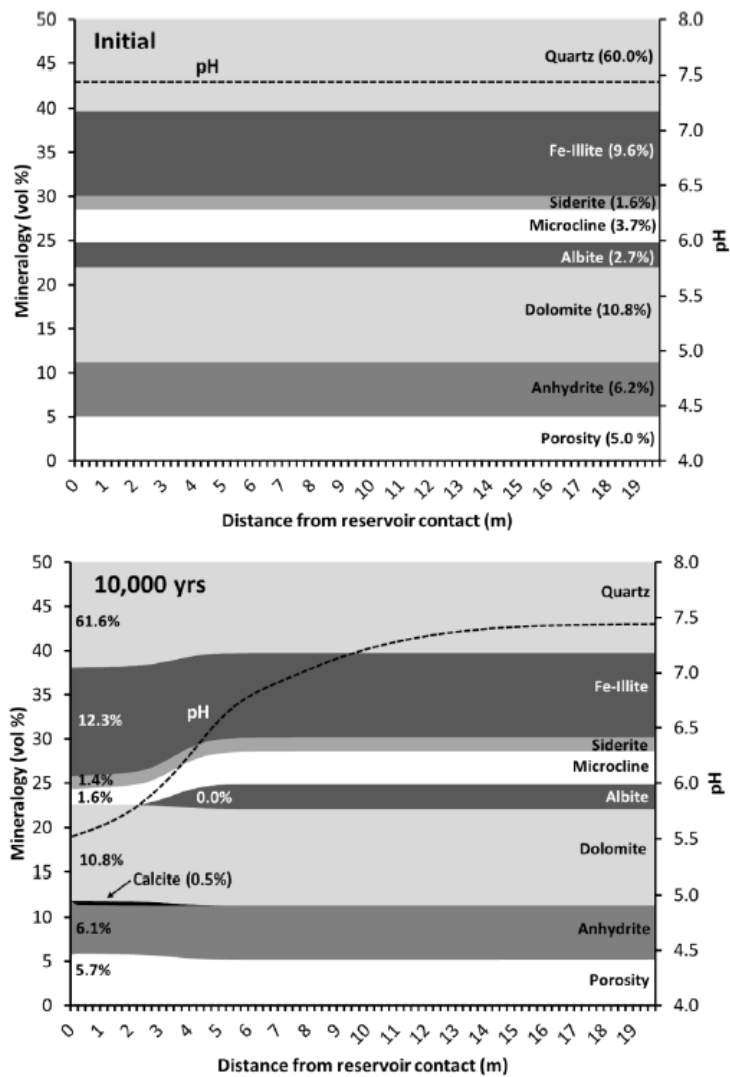 Initial
pH
Quartz (60.0%)
Fe-Illite (9.6%)
Siderite (1.6%)
Microcline (3.7%)
Albite (2.7%)
Dolomite (10.8%)
Anhydrite (6.2%)
Porosity (5.0 %)
Mineralogy (vol %)
50
45
40
35
30
25
20
15
10
5
0
pH
8.0
7.5
7.0
6.5
6.0
5.5
5.0
4.5
4.0
0 1 2 3 4 5 6 7 8 9 10 11 12 13 14 15 16 17 18 19
Distance from reservoir contact (m)
10,000 yrs
61.6%
Quartz
12.3%
pH
Fe-Illite
1.4%
Siderite
1.6%
Microcline
0.0%
Albite
10.8%
Dolomite
Calcite (0.5%)
6.1%
Anhydrite
5.7%
Porosity
Mineralogy (vol %)
50
45
40
35
30
25
20
15
10
5
0
pH
8.0
7.5
7.0
6.5
6.0
5.5
5.0
4.5
4.0
0 1 2 3 4 5 6 7 8 9 10 11 12 13 14 15 16 17 18 19
Distance from reservoir contact (m)